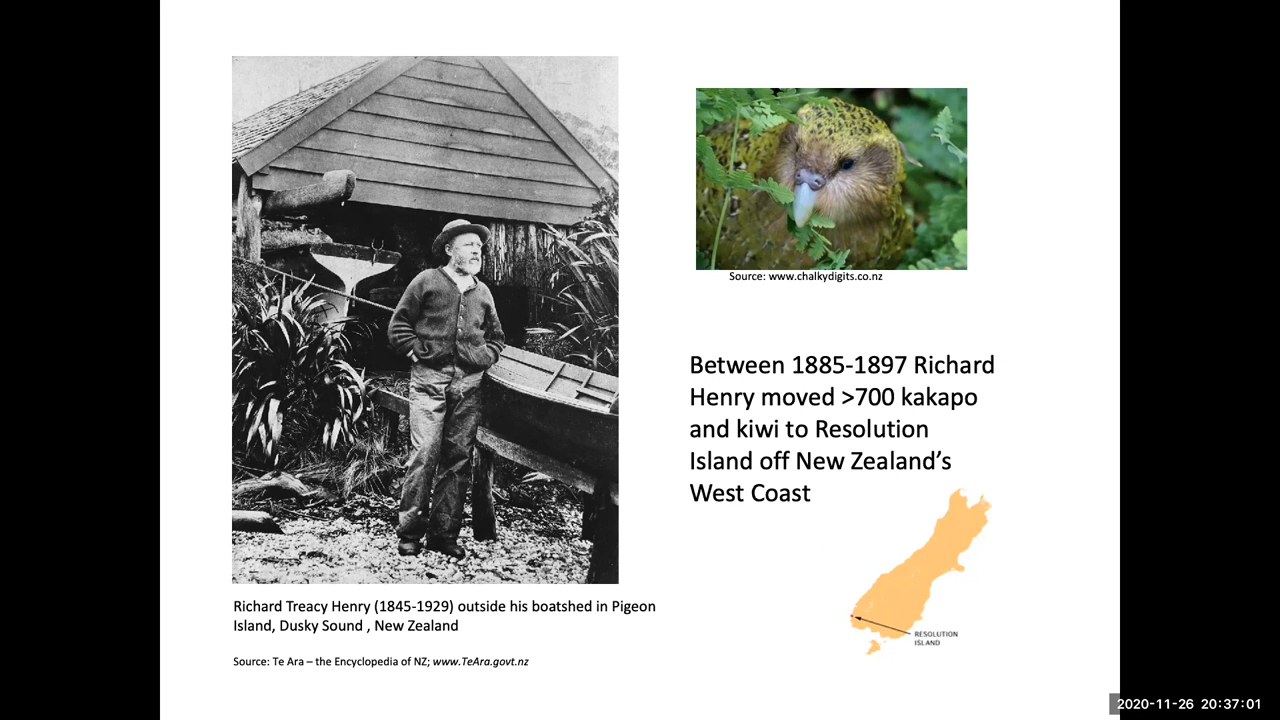 Source: www.chalkydigits.co.nz
Between 1885-1897 Richard
Henry moved >700 kakapo
and kiwi to Resolution
Island off New Zealand’s
West Coast
RESOLUTION
ISLAND
Richard Treacy Henry (1845-1929) outside his boatshed in Pigeon
Island, Dusky Sound , New Zealand
Source: Te Ara – the Encyclopedia of NZ; www.TeAra.govt.nz
2020-11-26 20:37:01